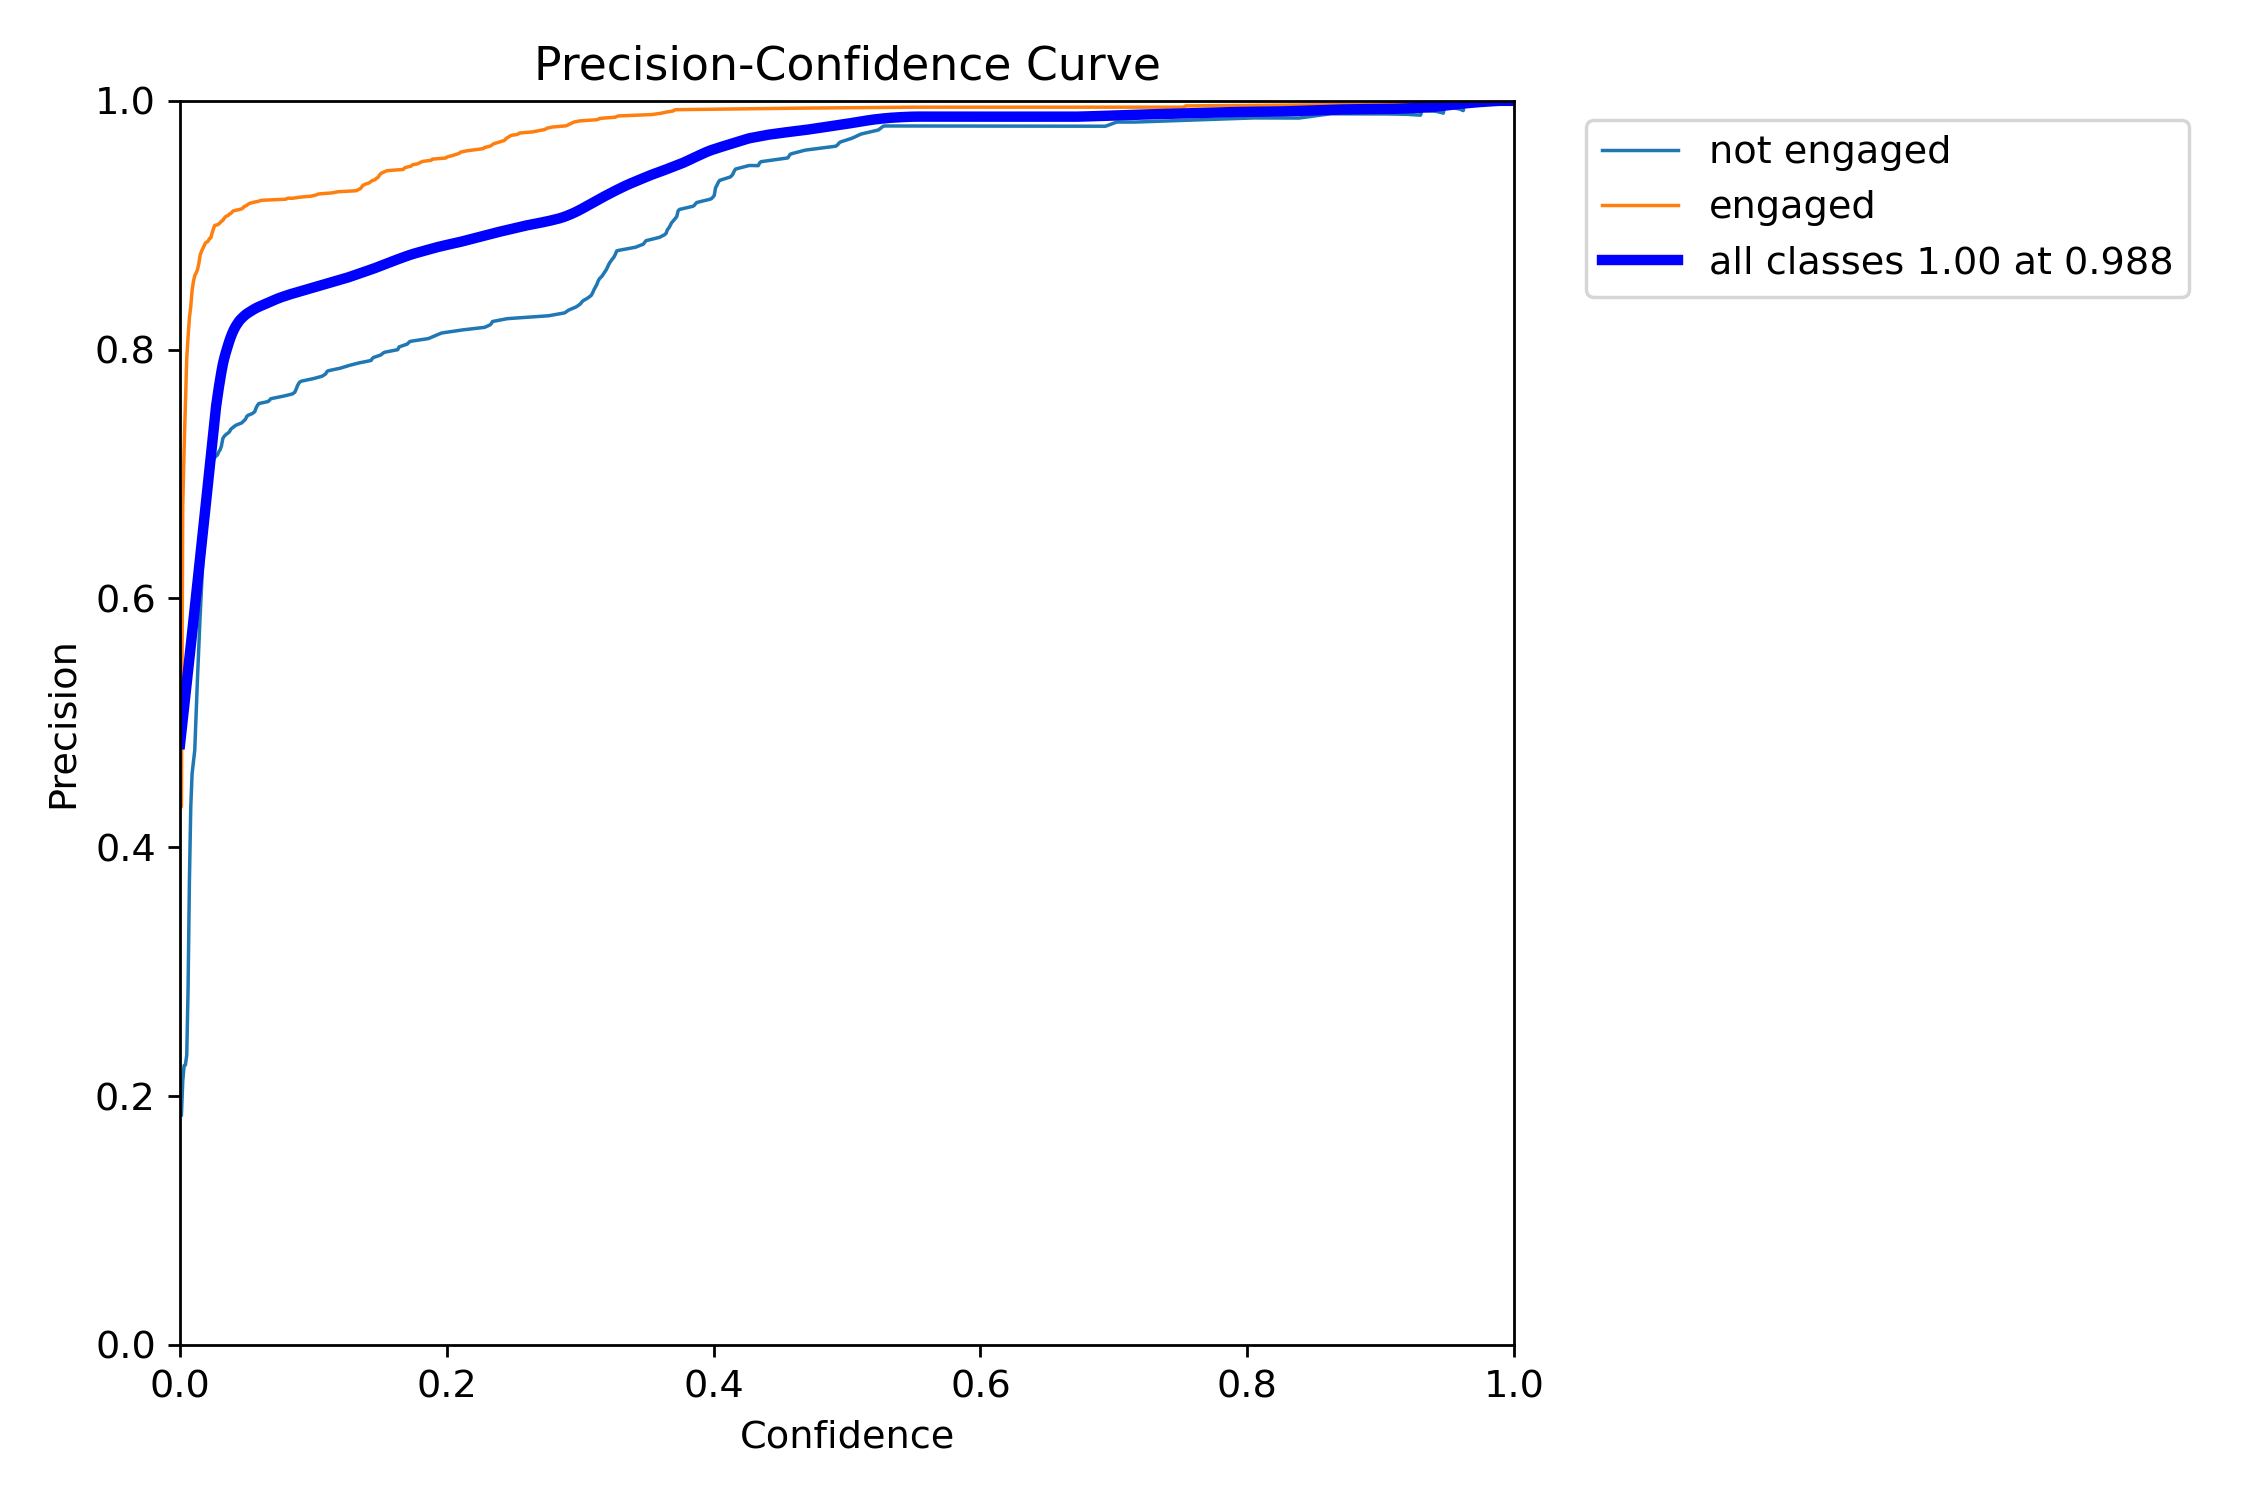 Precision-Confidence Curve
1.0
0.8
0.6
0.4
0.2
0.0
Precision
0.0 0.2 0.4 0.6 0.8 1.0
Confidence
not engaged
engaged
all classes 1.00 at 0.988